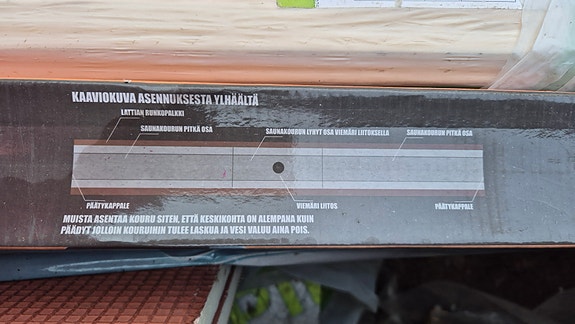 KAAVIOKUVA ASENNUKSESTA YLHÄÄLTÄ
LATTIAN RUNKOPALKKI
SAUNAKOURUN PITKÄ OSA
SAUNAKOURUN LYHYT OSA VIEMÄRI LIITOKSELLA
SAUNAKOURUN PITKÄ OSA
PÄÄTYKAPPALE
VIEMÄRI LIITOS
PÄÄTYKAPPALE
MUISTA ASENTAA KOURU SITEN, ETTÄ KESKIKOHTA ON ALEMPANA KUIN
PÄÄDYT JOLLOIN KOURUIHIN TULEE LASKUA JA VESI VALUU AINA POIS.